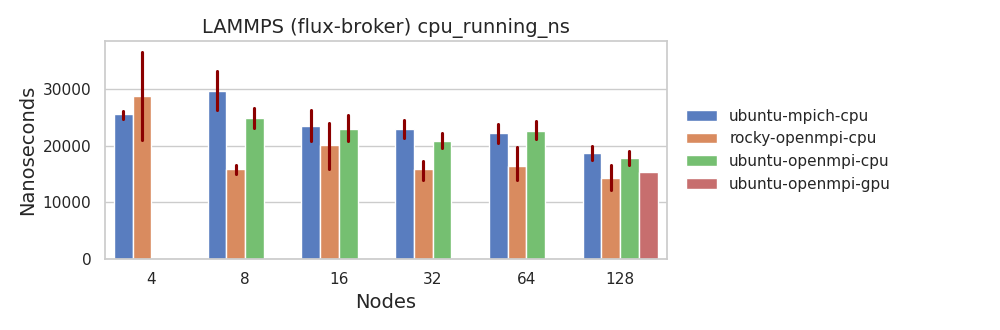 LAMMPS (flux-broker) cpu_running_ns
Nanoseconds
30000
20000
10000
0
4 8 16 32 64 128
Nodes
ubuntu-mpich-cpu
rocky-openmpi-cpu
ubuntu-openmpi-cpu
ubuntu-openmpi-gpu